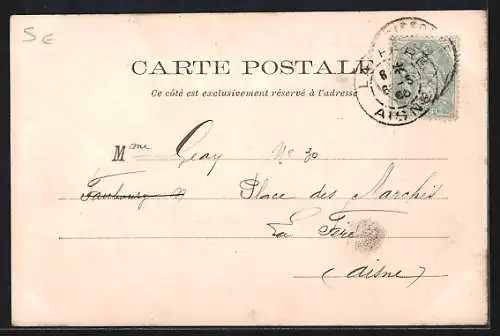 5€
CARTE POSTALE
Ce côté est exclusivement réservé à l'adresse
AISNE
Mme Geay No 30
Faubourg
Place des Marchés
La Fère
(Aisne)